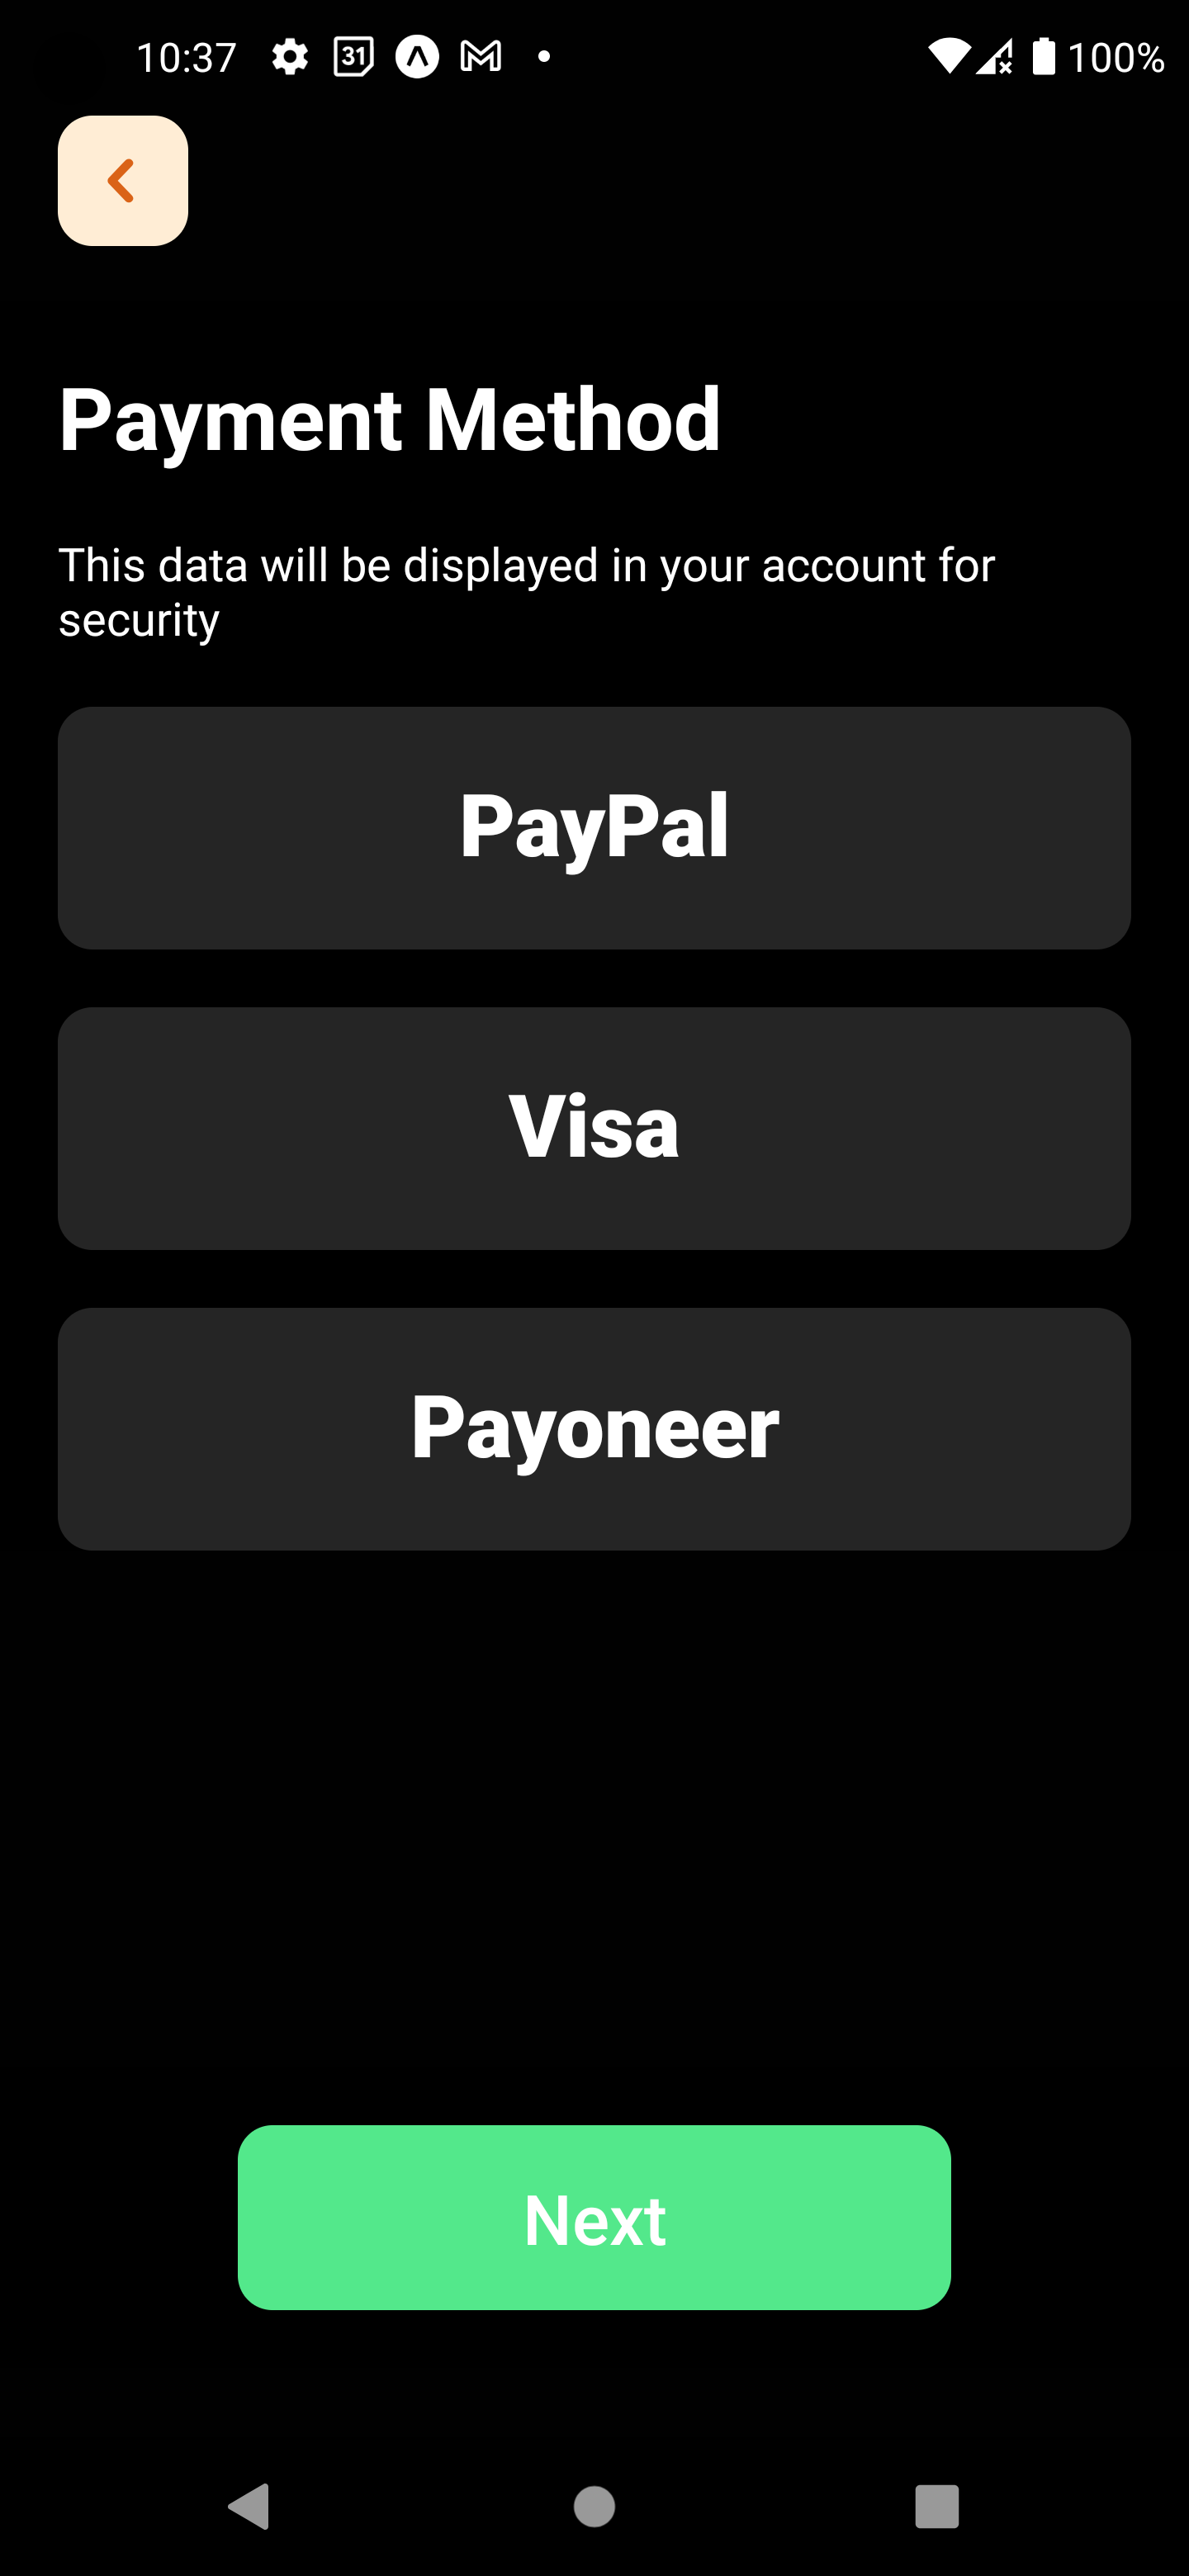 10:37 31 100%
Payment Method
This data will be displayed in your account for
security
PayPal
Visa
Payoneer
Next